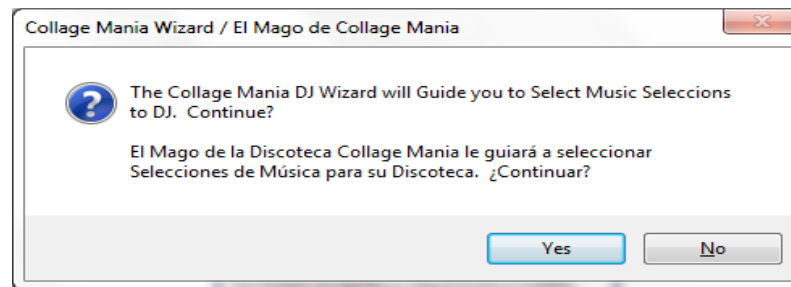 Collage Mania Wizard / El Mago de Collage Mania
The Collage Mania DJ Wizard will Guide you to Select Music Seleccions
to DJ.  Continue?
El Mago de la Discoteca Collage Mania le guiará a seleccionar
Selecciones de Música para su Discoteca.  ¿Continuar?
Yes
No